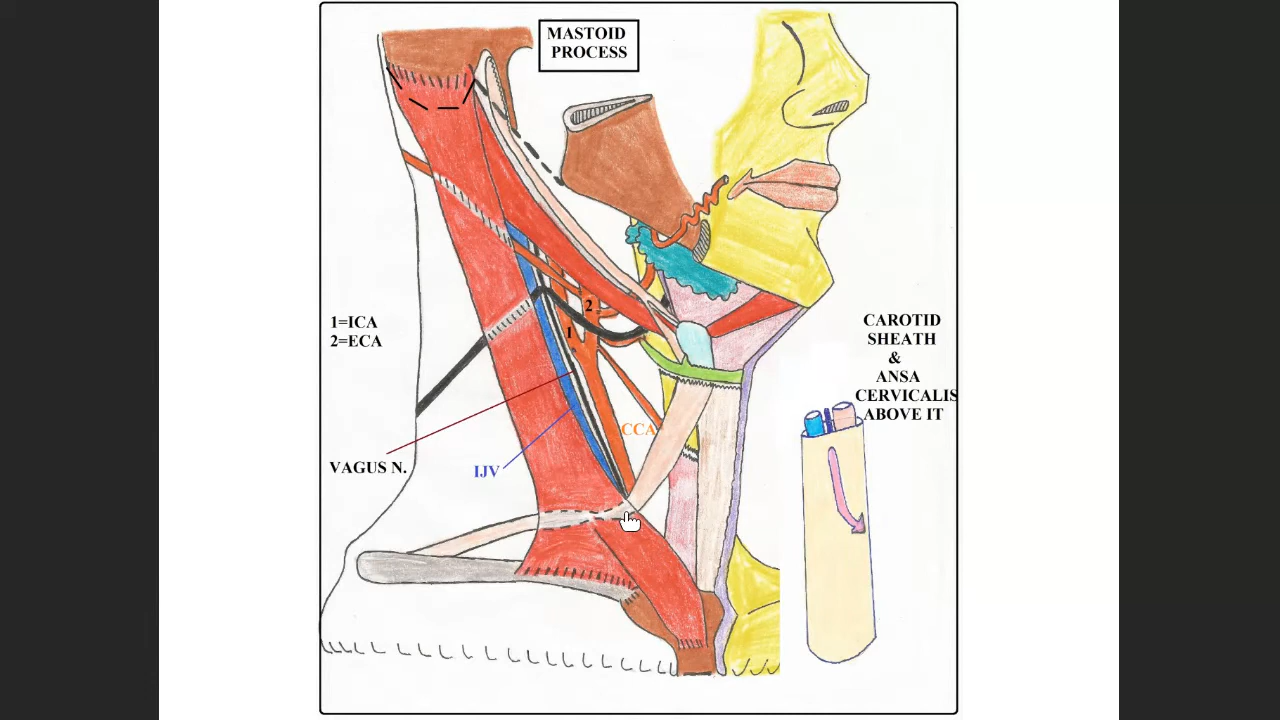 MASTOID
PROCESS
2
1
1=ICA
2=ECA
CAROTID
SHEATH
&
ANSA
CERVICALIS
ABOVE IT
CCA
VAGUS N.
IJV